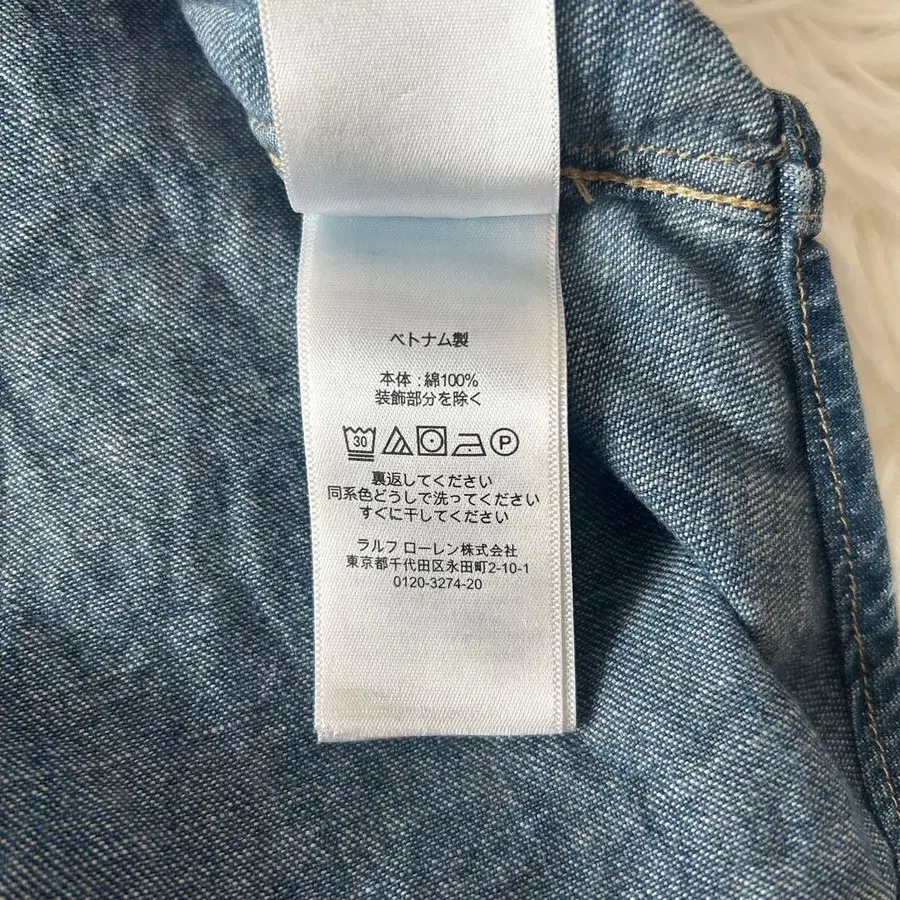 ベトナム製
本体:綿100%
装飾部分を除く
30 P
裏返してください
同系色どうしで洗ってください
すぐに干してください
ラルフ ローレン株式会社
東京都千代田区永田町2-10-1
0120-3274-20